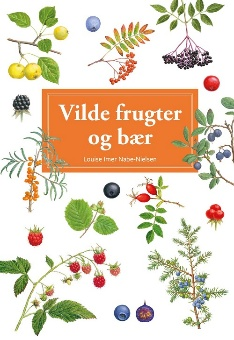 Vilde frugter
og bær
Louise Imer Nabe-Nielsen